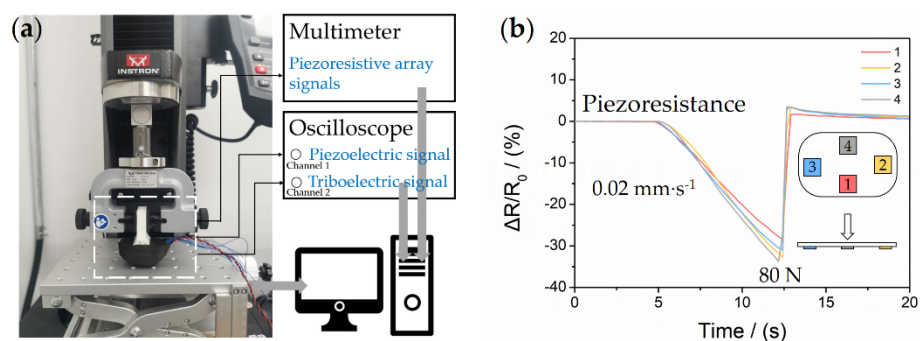 (a)
INSTRON
Multimeter
Piezoresistive array
signals
Oscilloscope
Piezoelectric signal
Channel 1
Triboelectric signal
Channel 2
(b)
10
0
-10
-20
-30
-40
ΔR/R0 / (%)
Piezoresistance
0.02 mm·s-1
80 N
1
2
3
4
4
3
2
1
0
5
10
15
20
Time / (s)